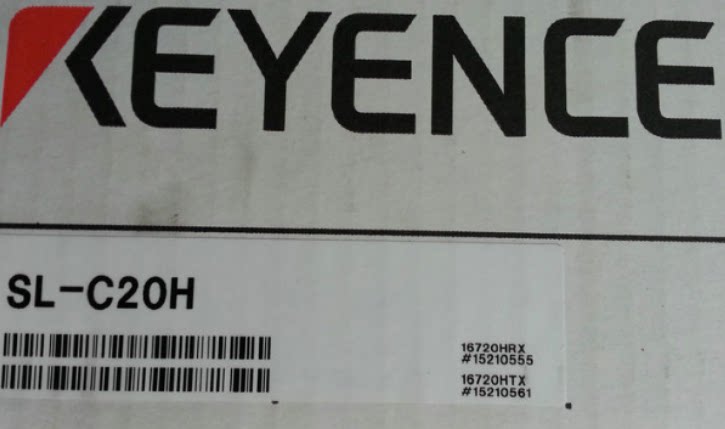 KEYENCE
SL-C20H
16720HRX
#15210555
16720HTX
#15210561